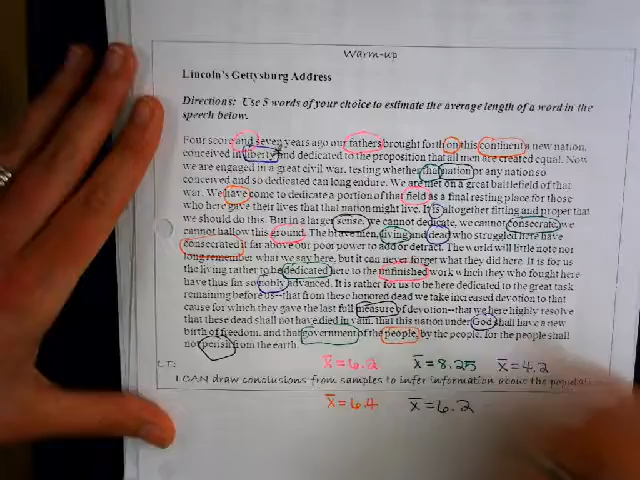 Warm-up
Lincoln's Gettysburg Address
Directions: Use 5 words of your choice to estimate the average length of a word in the
speech below.
Four score and seven years ago our fathers brought forth on this continent a new nation,
conceived in liberty and dedicated to the proposition that all men are created equal. Now
we are engaged in a great civil war, testing whether that nation or any nation so
conceived and so dedicated can long endure. We are met on a great battlefield of that
war. We have come to dedicate a portion of that field as a final resting place for those
who here gave their lives that that nation might live. It is altogether fitting and proper that
we should do this. But in a larger sense, we cannot dedicate, we cannot consecrate, we
cannot hallow this ground. The brave men, living and dead who struggled here have
consecrated it far above our poor power to add or detract. The world will little note nor
long remember what we say here, but it can never forget what they did here. It is for us
the living rather to be dedicated here to the unfinished work which they who fought here
have thus far so nobly advanced. It is rather for us to be here dedicated to the great task
remaining before us--that from these honored dead we take increased devotion to that
cause for which they gave the last full measure of devotion--that we here highly resolve
that these dead shall not have died in vain, that this nation under God shall have a new
birth of freedom, and that government of the people, by the people, for the people shall
not perish from the earth.
x̄=6.2 x̄=8.25 x̄=4.2
LT:
I CAN draw conclusions from samples to infer information about the
x̄=6.4 x̄=6.2